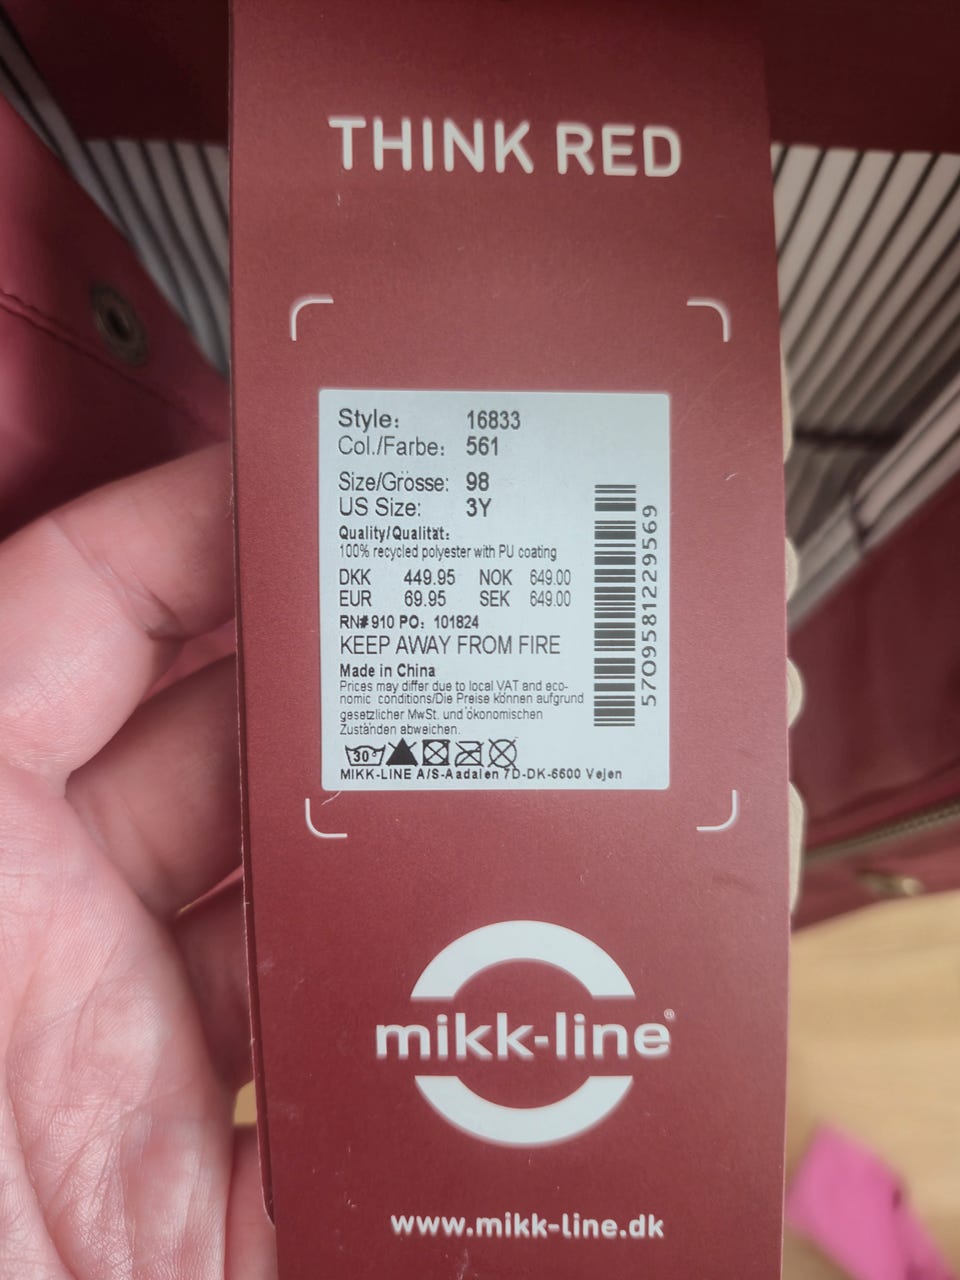 THINK RED
Style: 16833
Col./Farbe: 561
Size/Grösse: 98
US Size: 3Y
Quality/Qualität:
100% recycled polyester with PU coating
DKK 449.95 NOK 649.00
EUR 69.95 SEK 649.00
RN#910 PO: 101824
KEEP AWAY FROM FIRE
Made in China
Prices may differ due to local VAT and eco-
nomic conditions/Die Preise können aufgrund
gesetzlicher MwSt. und ökonomischen
Zuständen abweichen.
30°
MIKK-LINE A/S-Aadalen 7D-DK-6600 Vejen
5709581229569
mikk-line®
www.mikk-line.dk